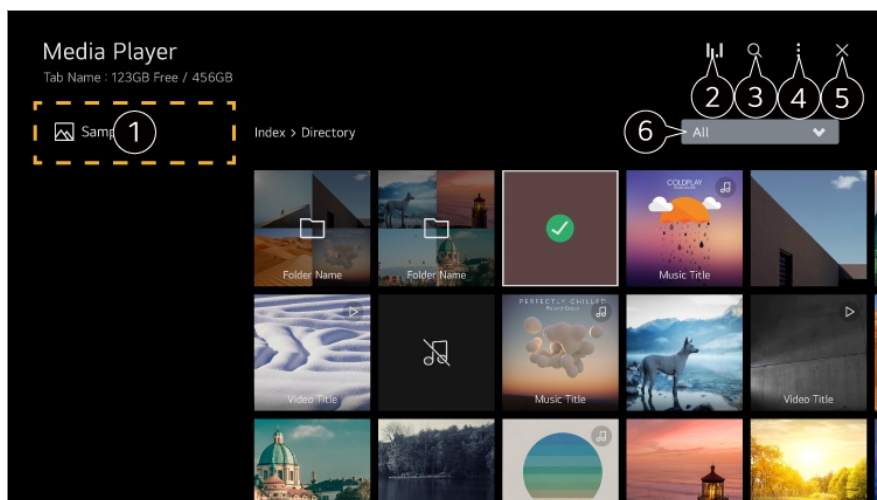 Media Player
Tab Name : 123GB Free / 456GB
2 3 4 5
Samp
1
Index > Directory
6
All
Folder Name
Folder Name
COLDPLAY
Music Title
Video Title
PERFECTLY CHILLED
Music Title
Video Title